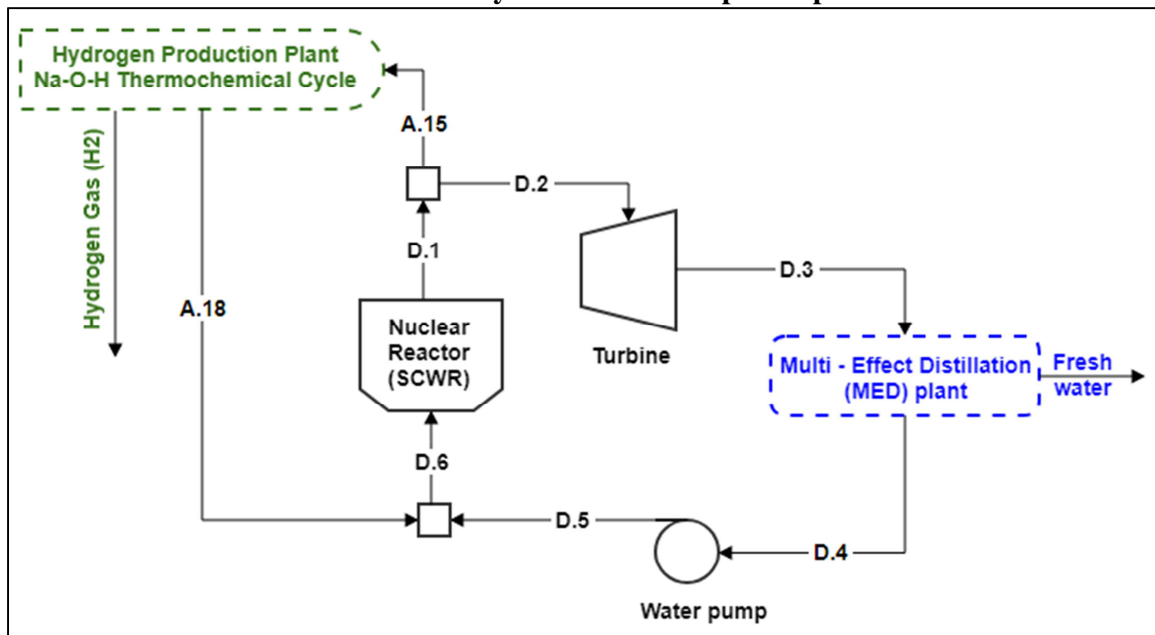 Hydrogen Production Plant
Na-O-H Thermochemical Cycle
Hydrogen Gas (H2)
A.15
D.2
D.1
D.3
A.18
Nuclear
Reactor
(SCWR)
Turbine
Multi - Effect Distillation
(MED) plant
Fresh
water
D.6
D.5
D.4
Water pump